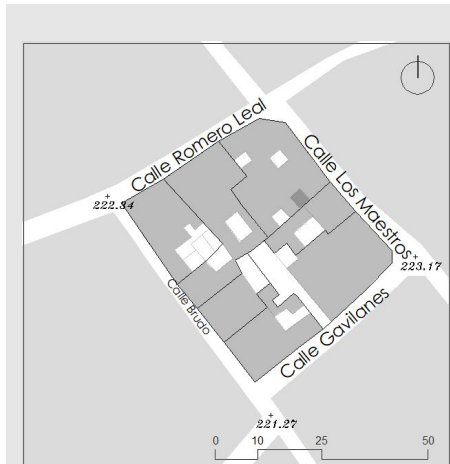 Calle Romero Leal
Calle Los Maestros
222.34
223.17
Calle Brudo
Calle Gavilanes
221.27
0 10 25 50